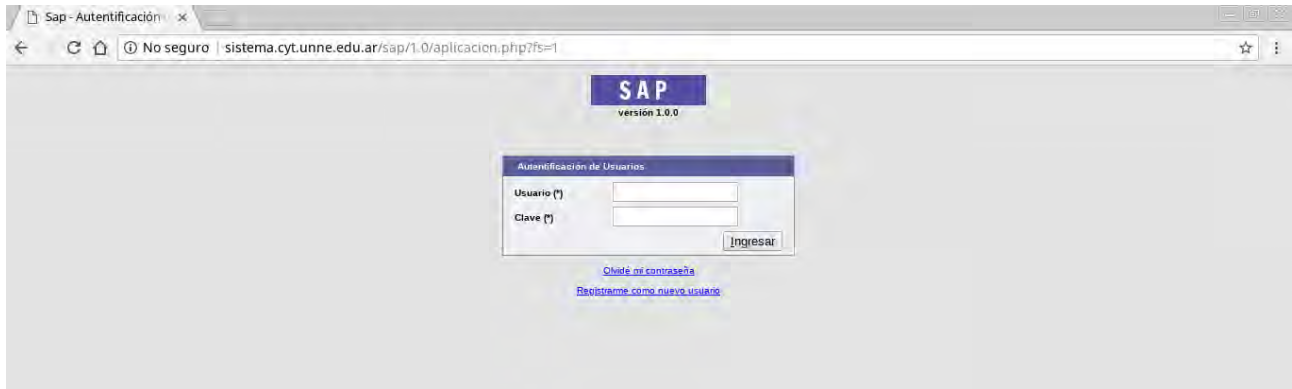 Sap - Autentificación
No seguro | sistema.cyt.unne.edu.ar/sap/1.0/aplicacion.php?fs=1
SAP
versión 1.0.0
Autentificación de Usuarios
Usuario (*)
Clave (*)
Ingresar
Olvidé mi contraseña
Registrarme como nuevo usuario